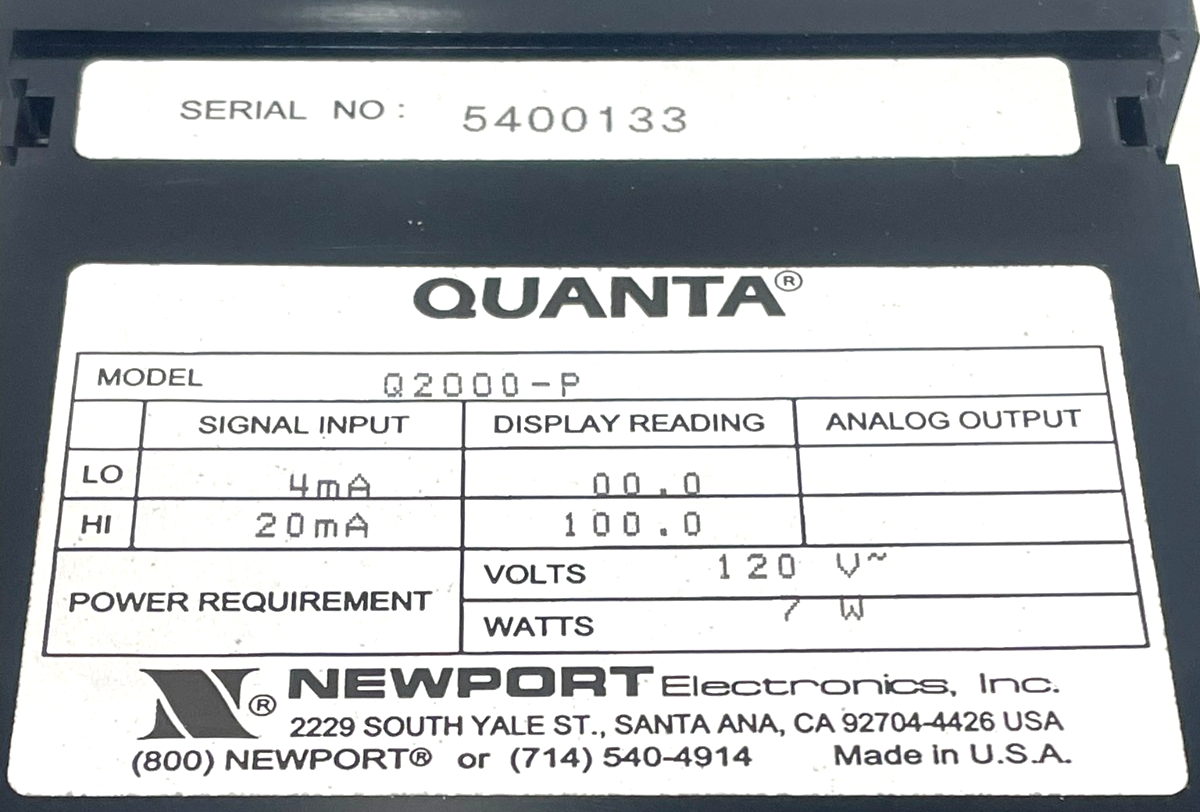 SERIAL NO: 5400133
QUANTA®
MODEL Q2000-P
SIGNAL INPUT DISPLAY READING ANALOG OUTPUT
LO 4mA 00.0
HI 20mA 100.0
POWER REQUIREMENT
VOLTS 120 V~
WATTS 7 W
N® NEWPORT Electronics, Inc.
2229 SOUTH YALE ST., SANTA ANA, CA 92704-4426 USA
(800) NEWPORT® or (714) 540-4914 Made in U.S.A.